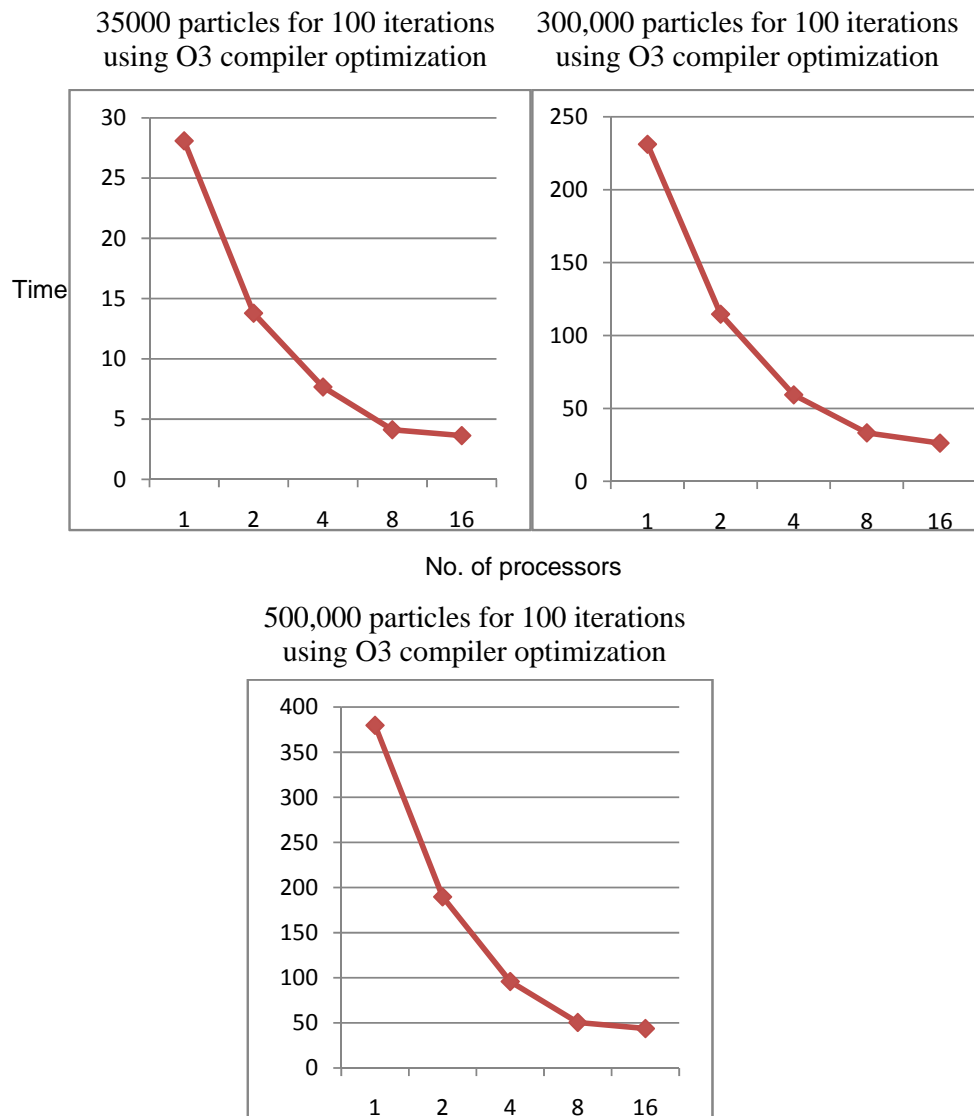 35000 particles for 100 iterations
using O3 compiler optimization
300,000 particles for 100 iterations
using O3 compiler optimization
Time
30
25
20
15
10
5
0
1 2 4 8 16
250
200
150
100
50
0
1 2 4 8 16
No. of processors
500,000 particles for 100 iterations
using O3 compiler optimization
400
350
300
250
200
150
100
50
0
1 2 4 8 16